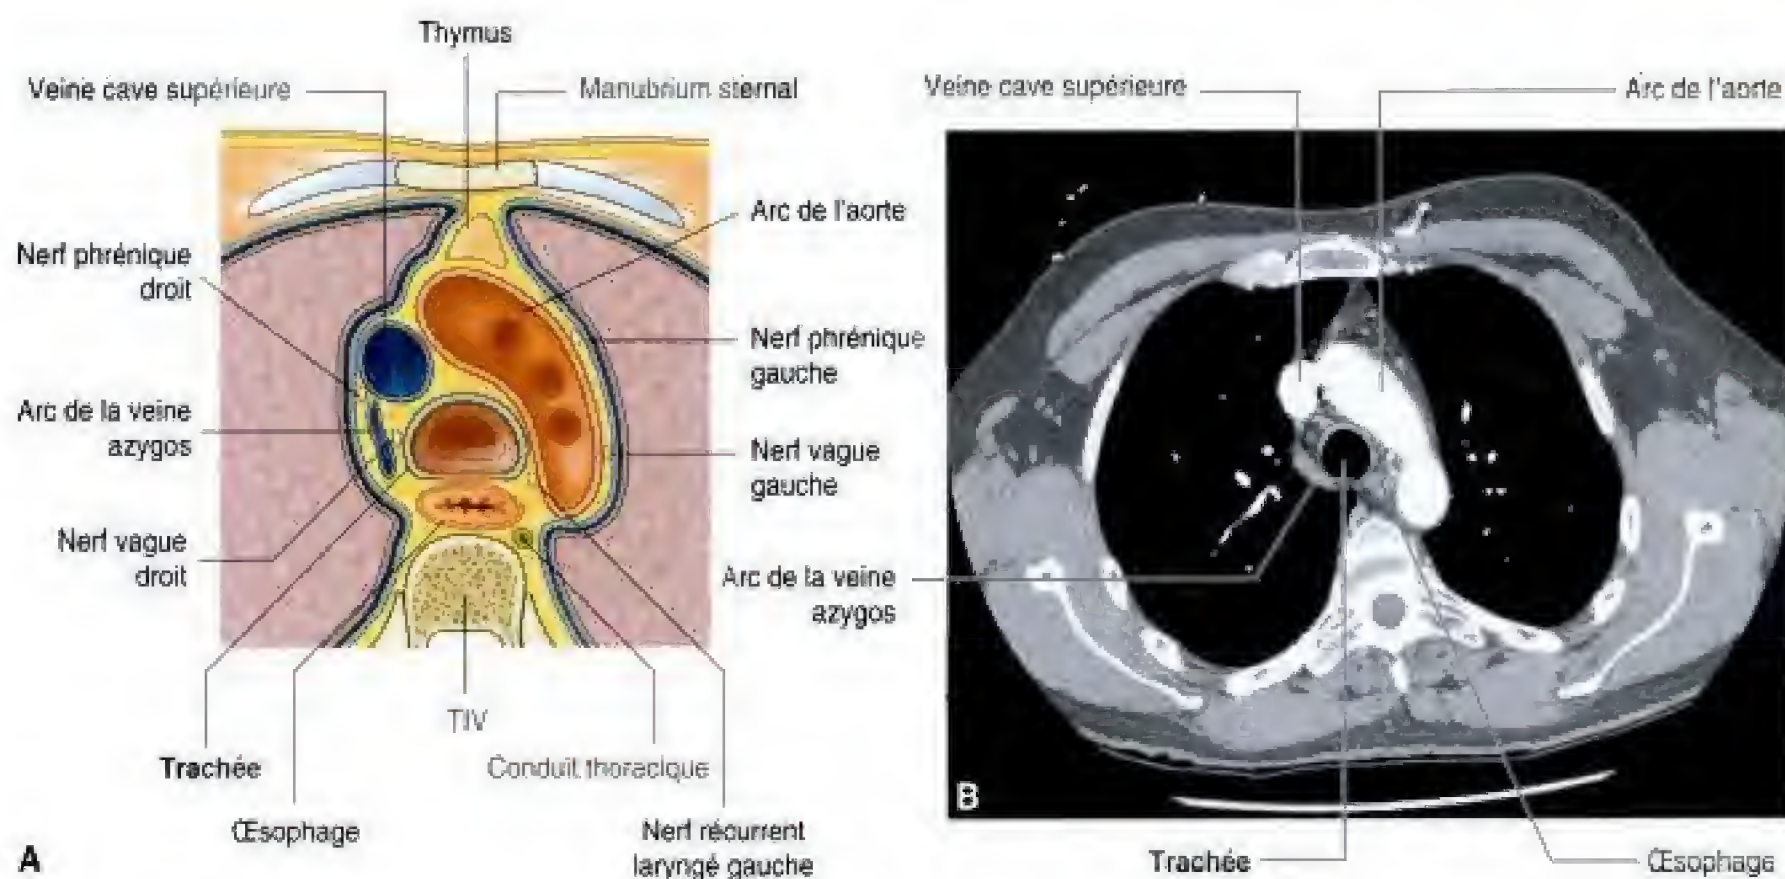 Thymus
Veine cave supérieure
Manubrium sternal
Arc de l'aorte
Nerf phrénique
droit
Nerf phrénique
gauche
Arc de la veine
azygos
Nerf vague
gauche
Nerf vague
droit
TIV
Trachée
Conduit thoracique
Œsophage
Nerf récurrent
laryngé gauche
A
Veine cave supérieure
Arc de l'aorte
Arc de la veine
azygos
B
Trachée
Œsophage